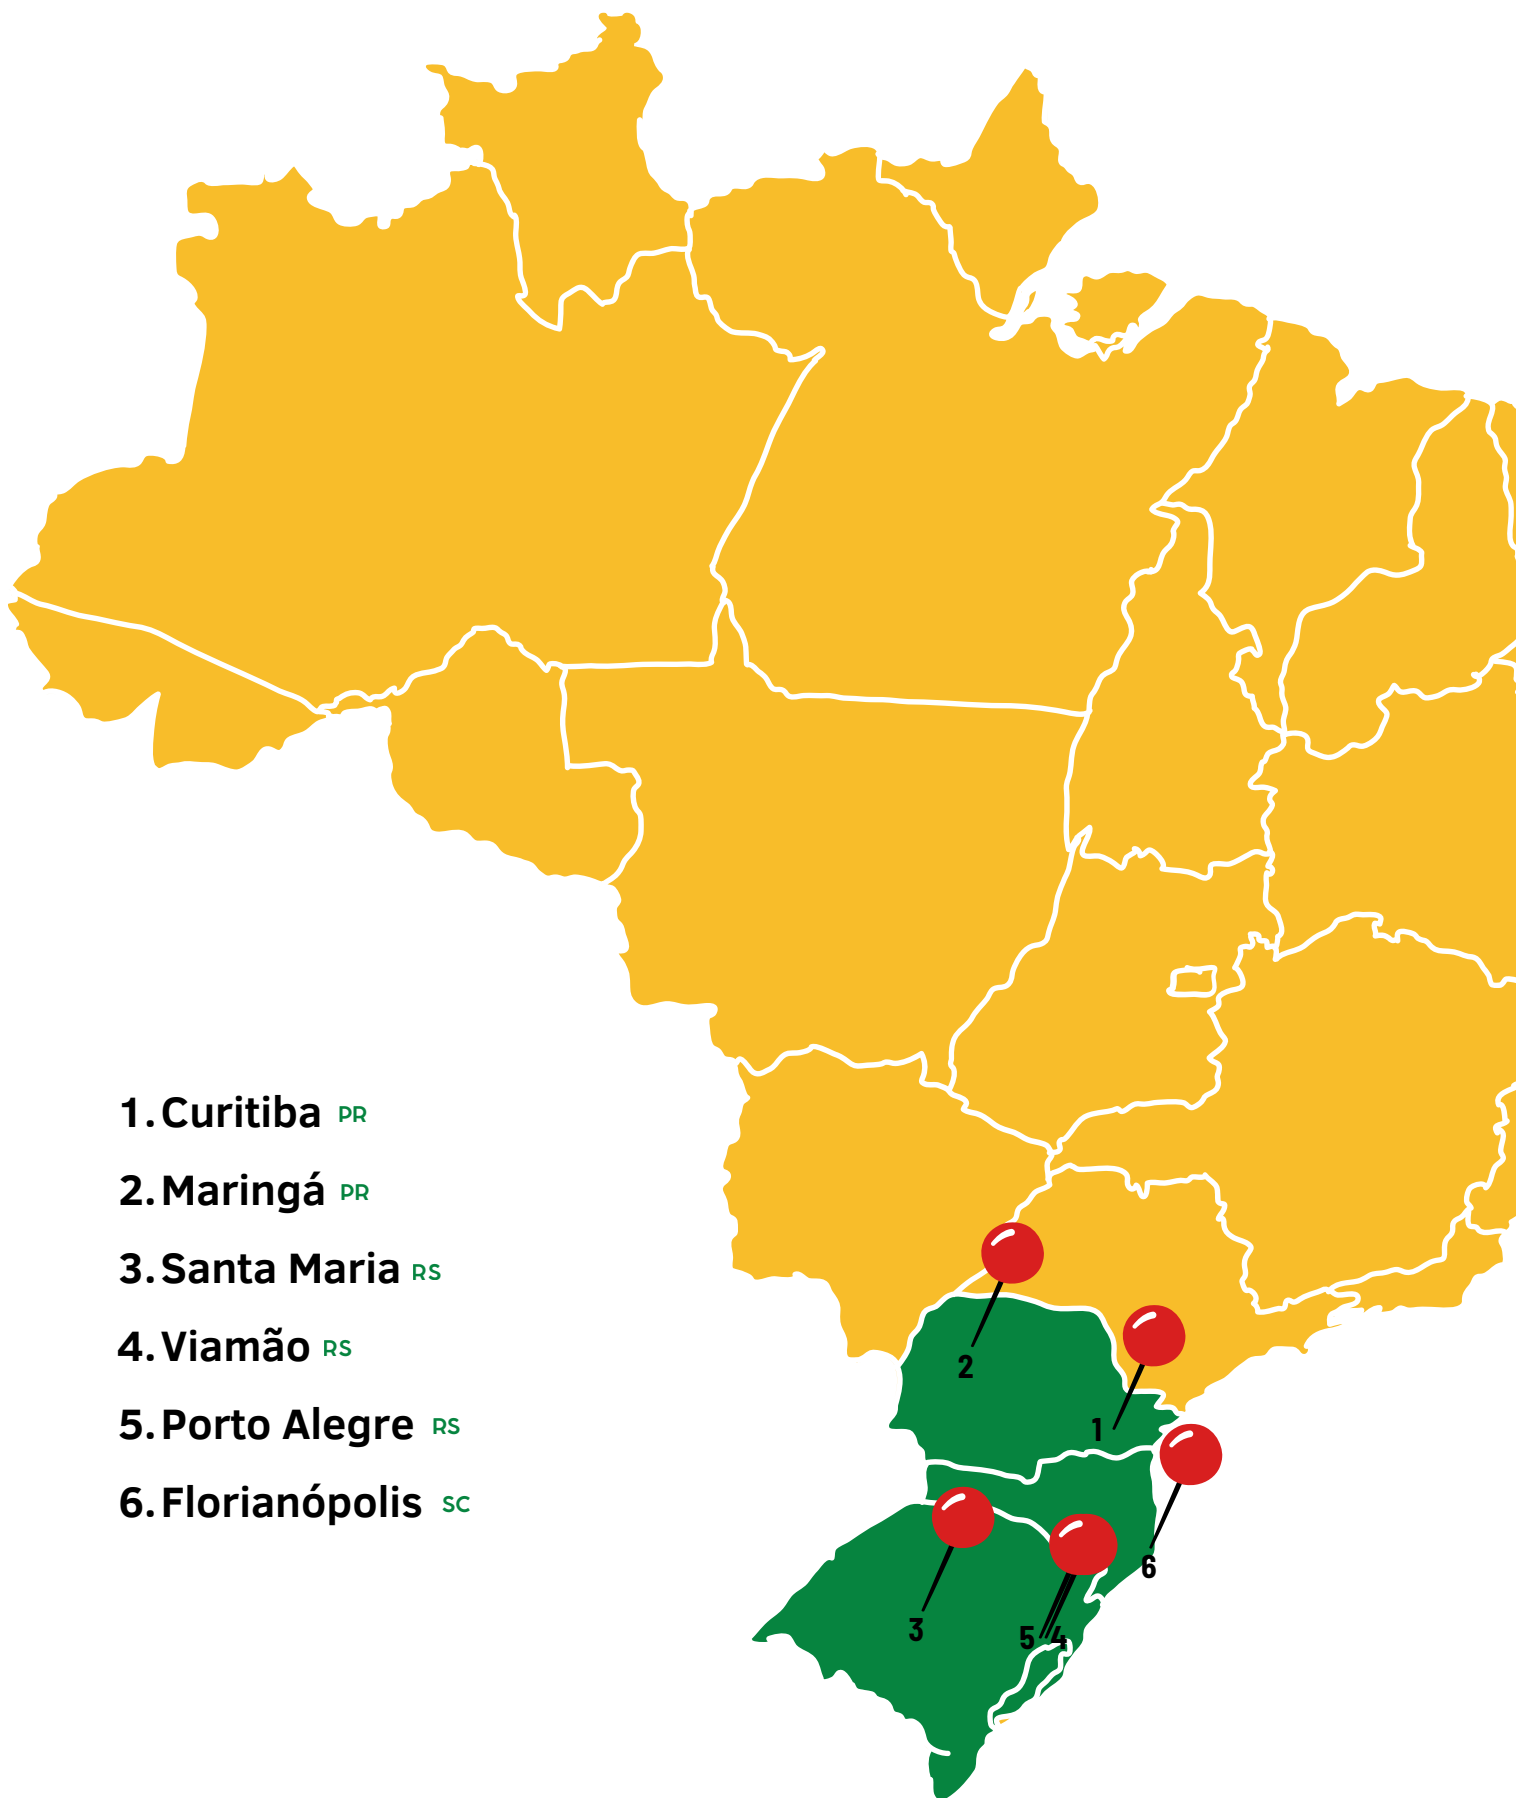 1. Curitiba PR
2. Maringá PR
3. Santa Maria RS
4. Viamão RS
5. Porto Alegre RS
6. Florianópolis SC
2
1
6
3
5 4